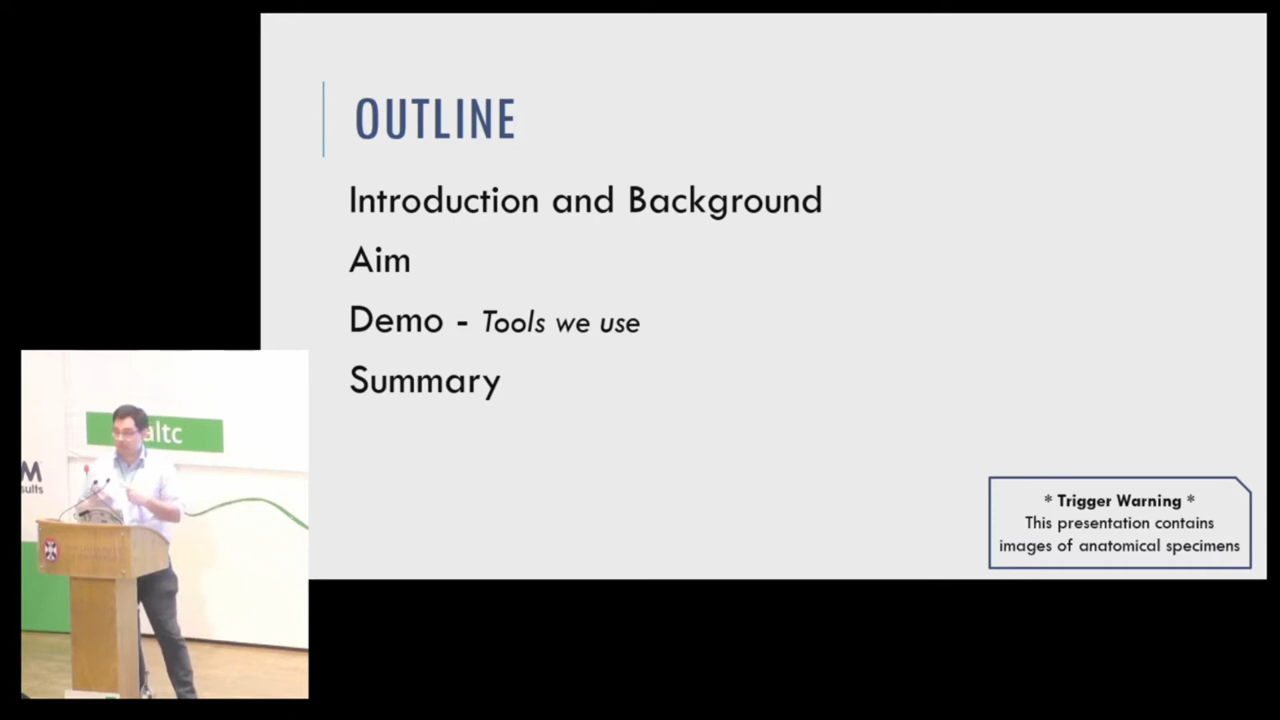 OUTLINE
Introduction and Background
Aim
Demo - Tools we use
Summary
* Trigger Warning *
This presentation contains
images of anatomical specimens
altc
M
sults